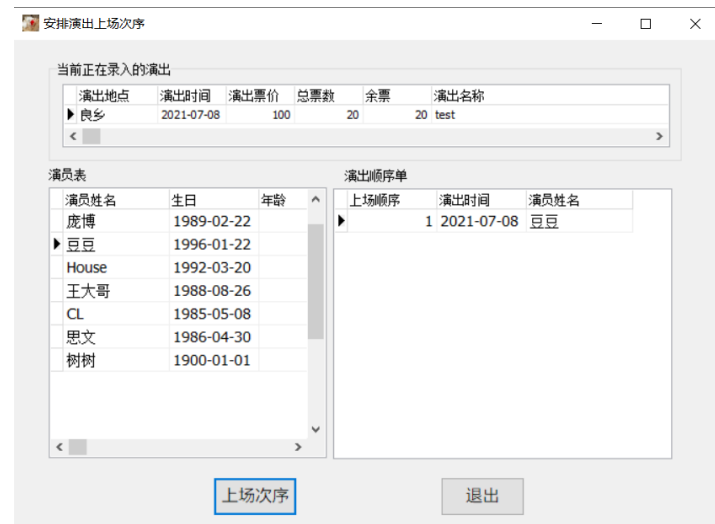 安排演出上场次序
当前正在录入的演出
演出地点 演出时间 演出票价 总票数 余票 演出名称
良乡 2021-07-08 100 20 20 test
演员表
演员姓名 生日 年龄
庞博 1989-02-22
豆豆 1996-01-22
House 1992-03-20
王大哥 1988-08-26
CL 1985-05-08
思文 1986-04-30
树树 1900-01-01
演出顺序单
上场顺序 演出时间 演员姓名
1 2021-07-08 豆豆
上场次序
退出